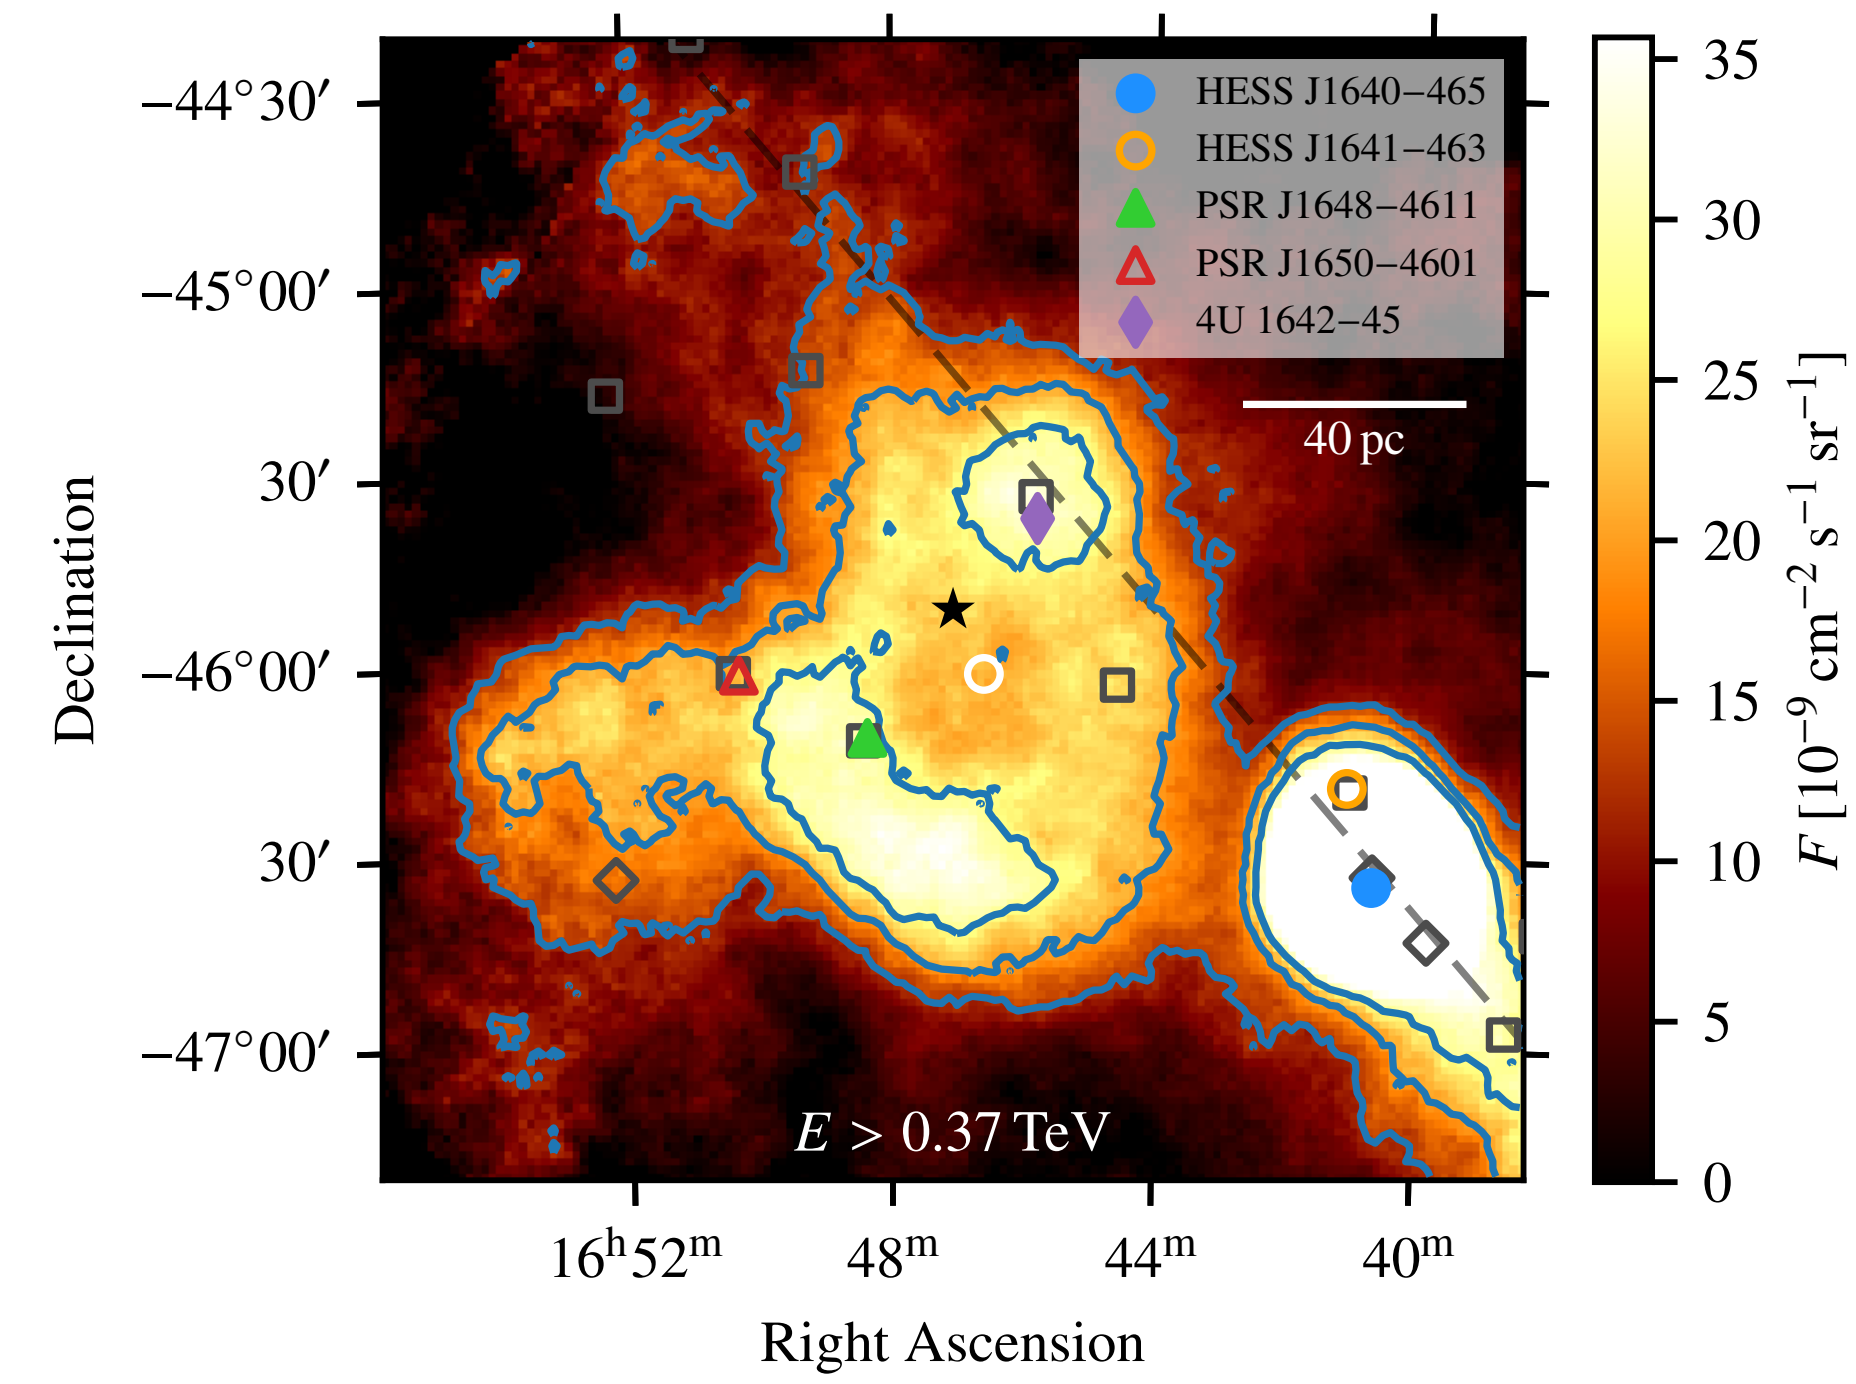 HESS J1640−465
HESS J1641−463
PSR J1648−4611
PSR J1650−4601
4U 1642−45
40 pc
E > 0.37 TeV
−44°30′
−45°00′
30′
−46°00′
30′
−47°00′
Declination
16ʰ52ᵐ
48ᵐ
44ᵐ
40ᵐ
Right Ascension
35
30
25
20
15
10
5
0
F [10⁻⁹ cm⁻² s⁻¹ sr⁻¹]